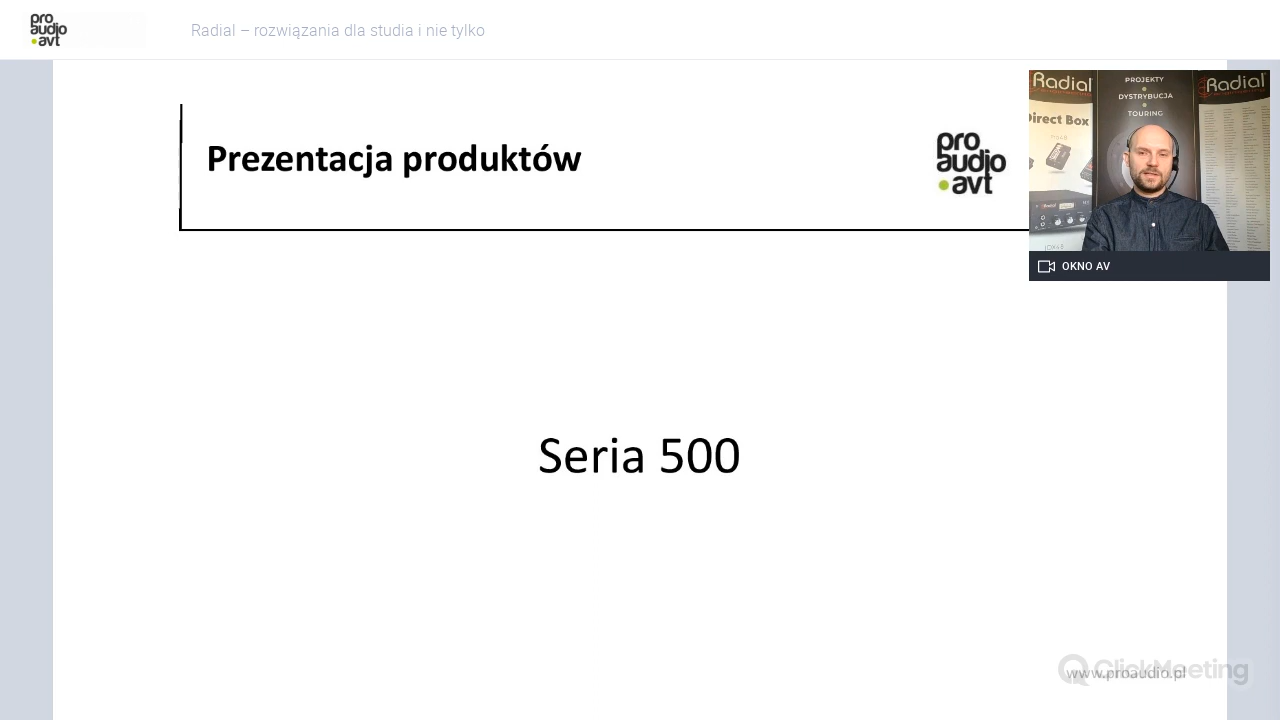 pro
audio
avt
Radial – rozwiązania dla studia i nie tylko
Prezentacja produktów
pro
audio
avt
Radial
PROJEKTY
DYSTRYBUCJA
TOURING
Radial
Direct Box
OKNO AV
Seria 500
ClickMeeting
www.proaudio.pl